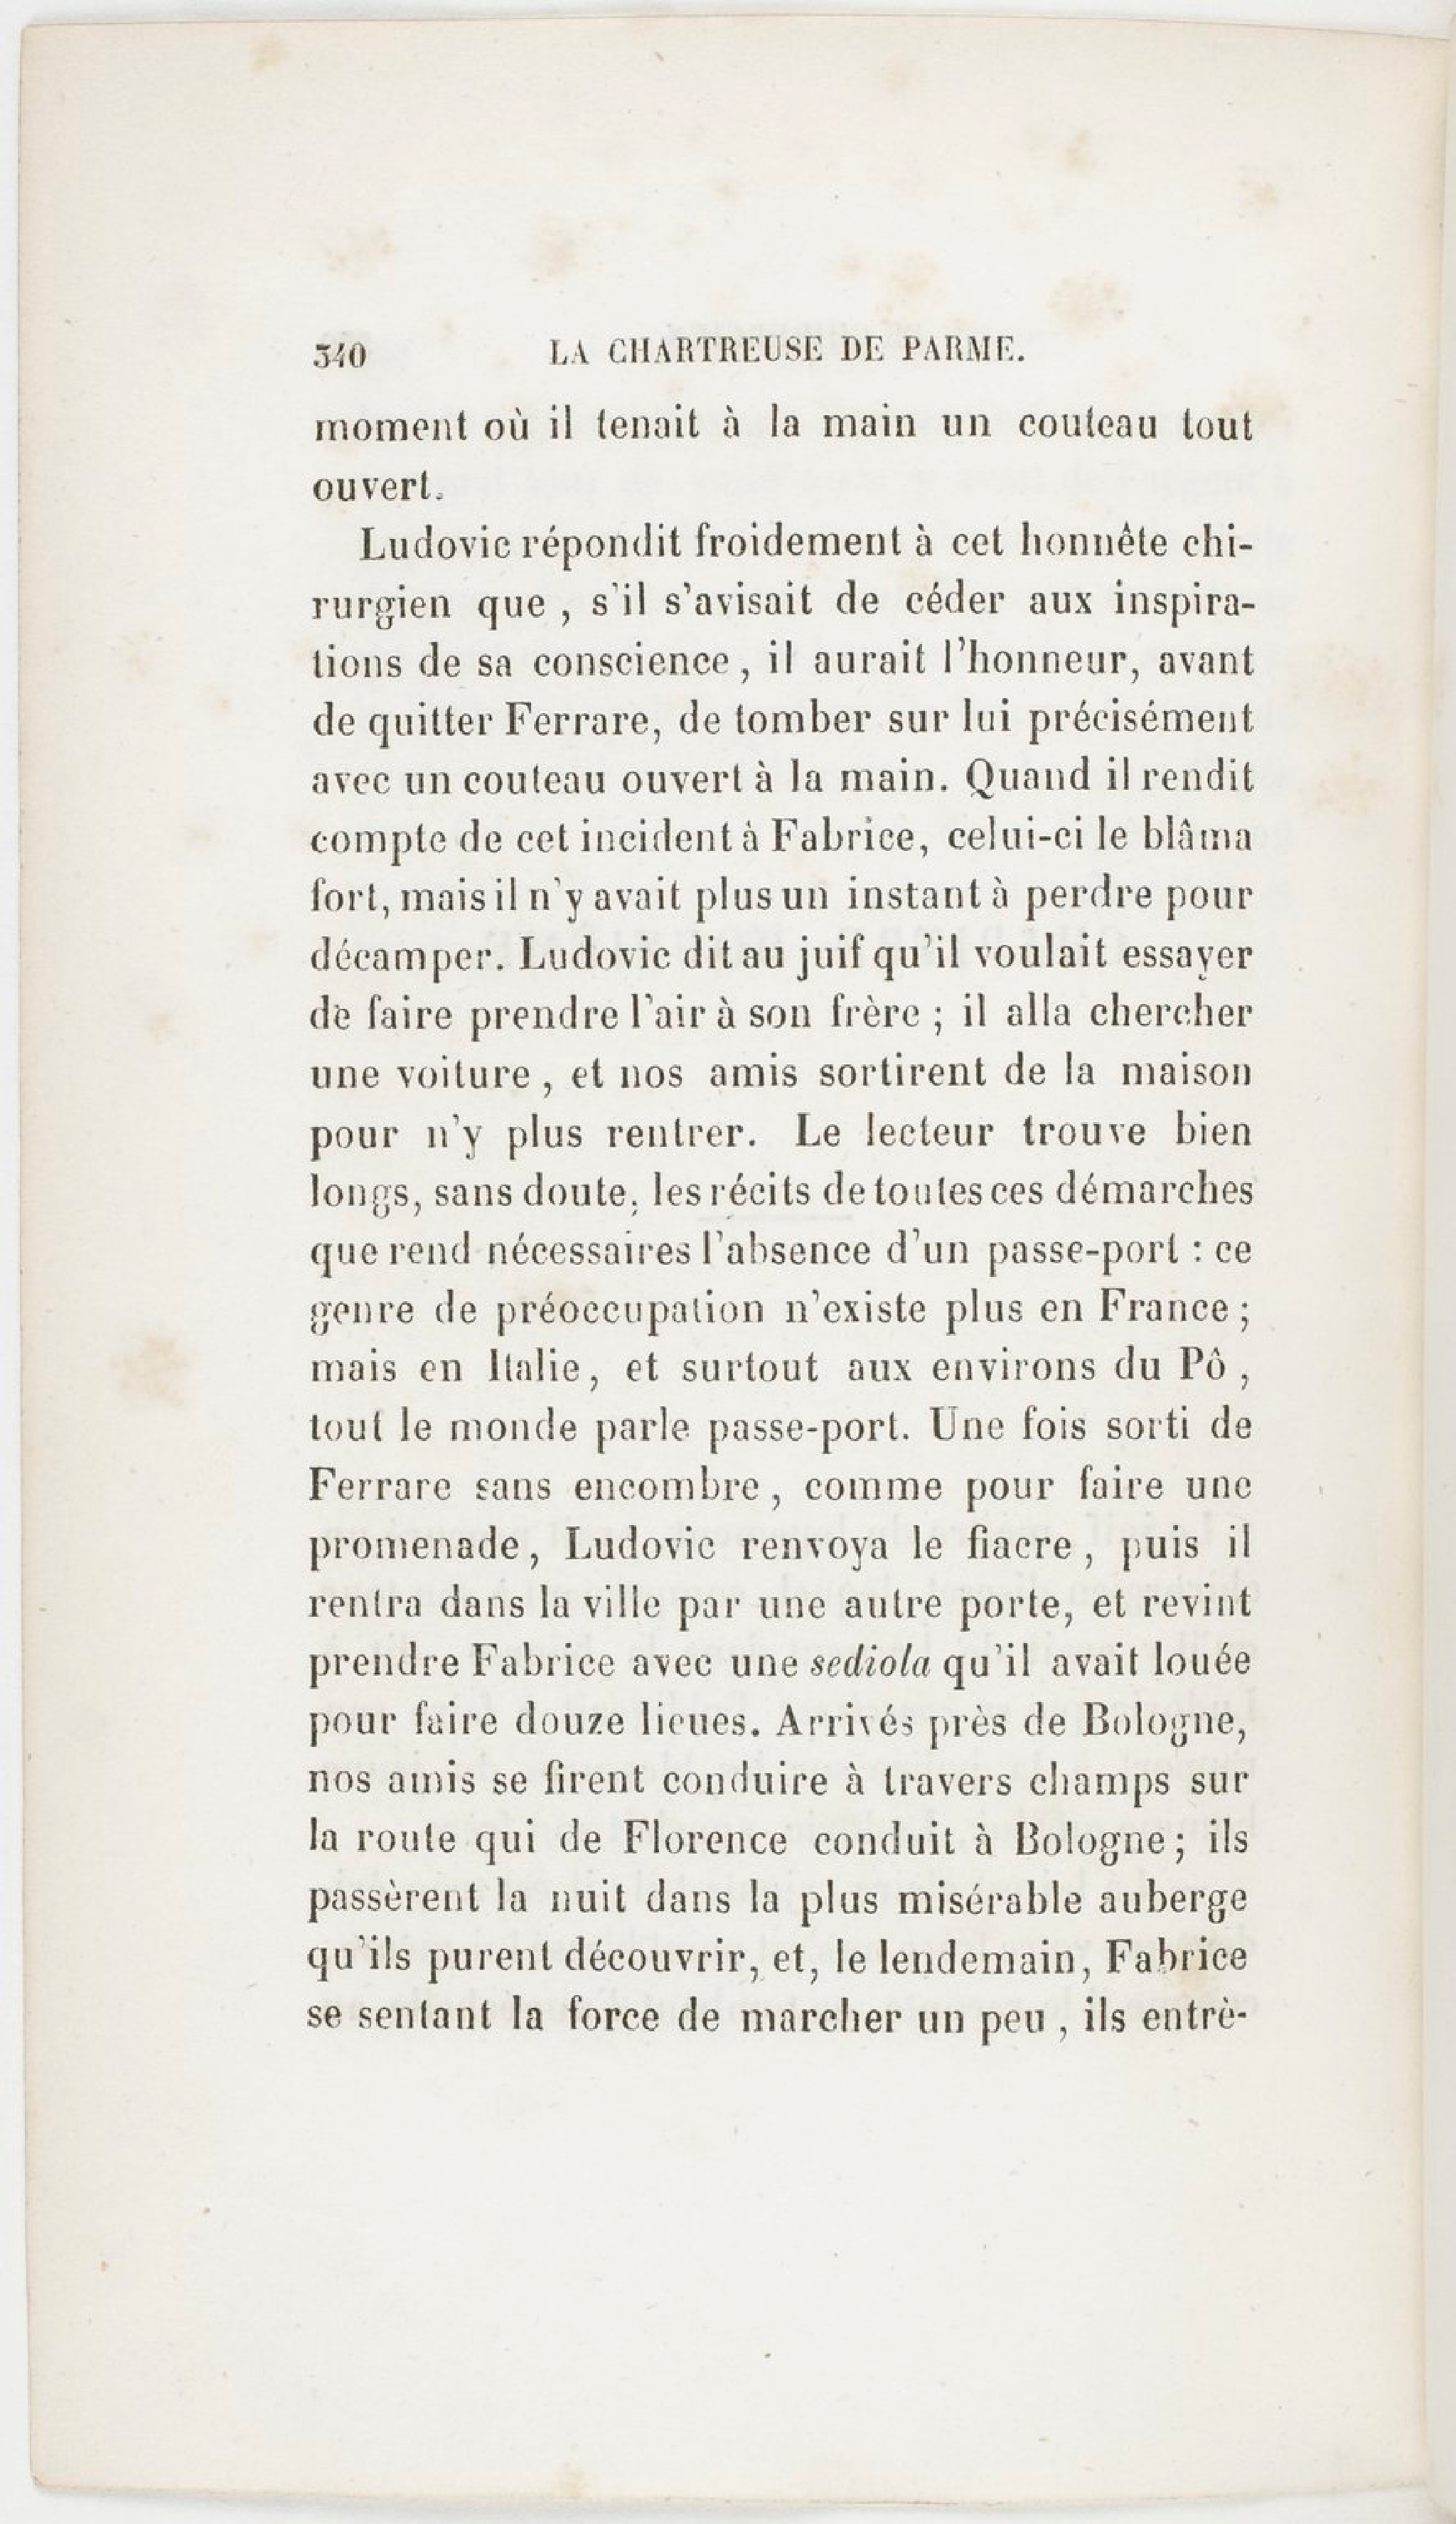 340 LA CHARTREUSE DE PARME.
moment où il tenait à la main un couteau tout
ouvert.
Ludovic répondit froidement à cet honnête chi-
rurgien que , s'il s'avisait de céder aux inspira-
tions de sa conscience, il aurait l'honneur, avant
de quitter Ferrare, de tomber sur lui précisément
avec un couteau ouvert à la main. Quand il rendit
compte de cet incident à Fabrice, celui-ci le blâma
fort, mais il n'y avait plus un instant à perdre pour
décamper. Ludovic dit au juif qu'il voulait essayer
de faire prendre l'air à son frère ; il alla chercher
une voiture , et nos amis sortirent de la maison
pour n'y plus rentrer. Le lecteur trouve bien
longs, sans doute, les récits de toutes ces démarches
que rend nécessaires l'absence d'un passe-port : ce
genre de préoccupation n'existe plus en France ;
mais en Italie, et surtout aux environs du Pô ,
tout le monde parle passe-port. Une fois sorti de
Ferrare sans encombre, comme pour faire une
promenade, Ludovic renvoya le fiacre , puis il
rentra dans la ville par une autre porte, et revint
prendre Fabrice avec une sediola qu'il avait louée
pour faire douze lieues. Arrivés près de Bologne,
nos amis se firent conduire à travers champs sur
la route qui de Florence conduit à Bologne; ils
passèrent la nuit dans la plus misérable auberge
qu'ils purent découvrir, et, le lendemain, Fabrice
se sentant la force de marcher un peu , ils entrè-